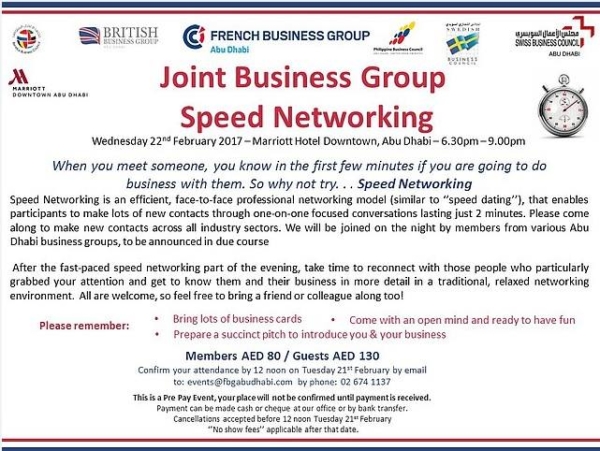 BRITISH
BUSINESS GROUP
FRENCH BUSINESS GROUP
Abu Dhabi
Philippine Business Council
SWEDISH
BUSINESS
COUNCIL
مجلس الأعمال السويسري
SWISS BUSINESS COUNCIL
ABU DHABI
MARRIOTT
DOWNTOWN ABU DHABI
Joint Business Group
Speed Networking
Wednesday 22nd February 2017 – Marriott Hotel Downtown, Abu Dhabi – 6.30pm – 9.00pm
When you meet someone, you know in the first few minutes if you are going to do
business with them. So why not try. . . Speed Networking
Speed Networking is an efficient, face-to-face professional networking model (similar to "speed dating"), that enables
participants to make lots of new contacts through one-on-one focused conversations lasting just 2 minutes. Please come
along to make new contacts across all industry sectors. We will be joined on the night by members from various Abu
Dhabi business groups, to be announced in due course
After the fast-paced speed networking part of the evening, take time to reconnect with those people who particularly
grabbed your attention and get to know them and their business in more detail in a traditional, relaxed networking
environment. All are welcome, so feel free to bring a friend or colleague along too!
Please remember:
• Bring lots of business cards
• Come with an open mind and ready to have fun
• Prepare a succinct pitch to introduce you & your business
Members AED 80 / Guests AED 130
Confirm your attendance by 12 noon on Tuesday 21st February by email
to: events@fbgabudhabi.com by phone: 02 674 1137
This is a Pre Pay Event, your place will not be confirmed until payment is received.
Payment can be made cash or cheque at our office or by bank transfer.
Cancellations accepted before 12 noon Tuesday 21st February
"No show fees" applicable after that date.